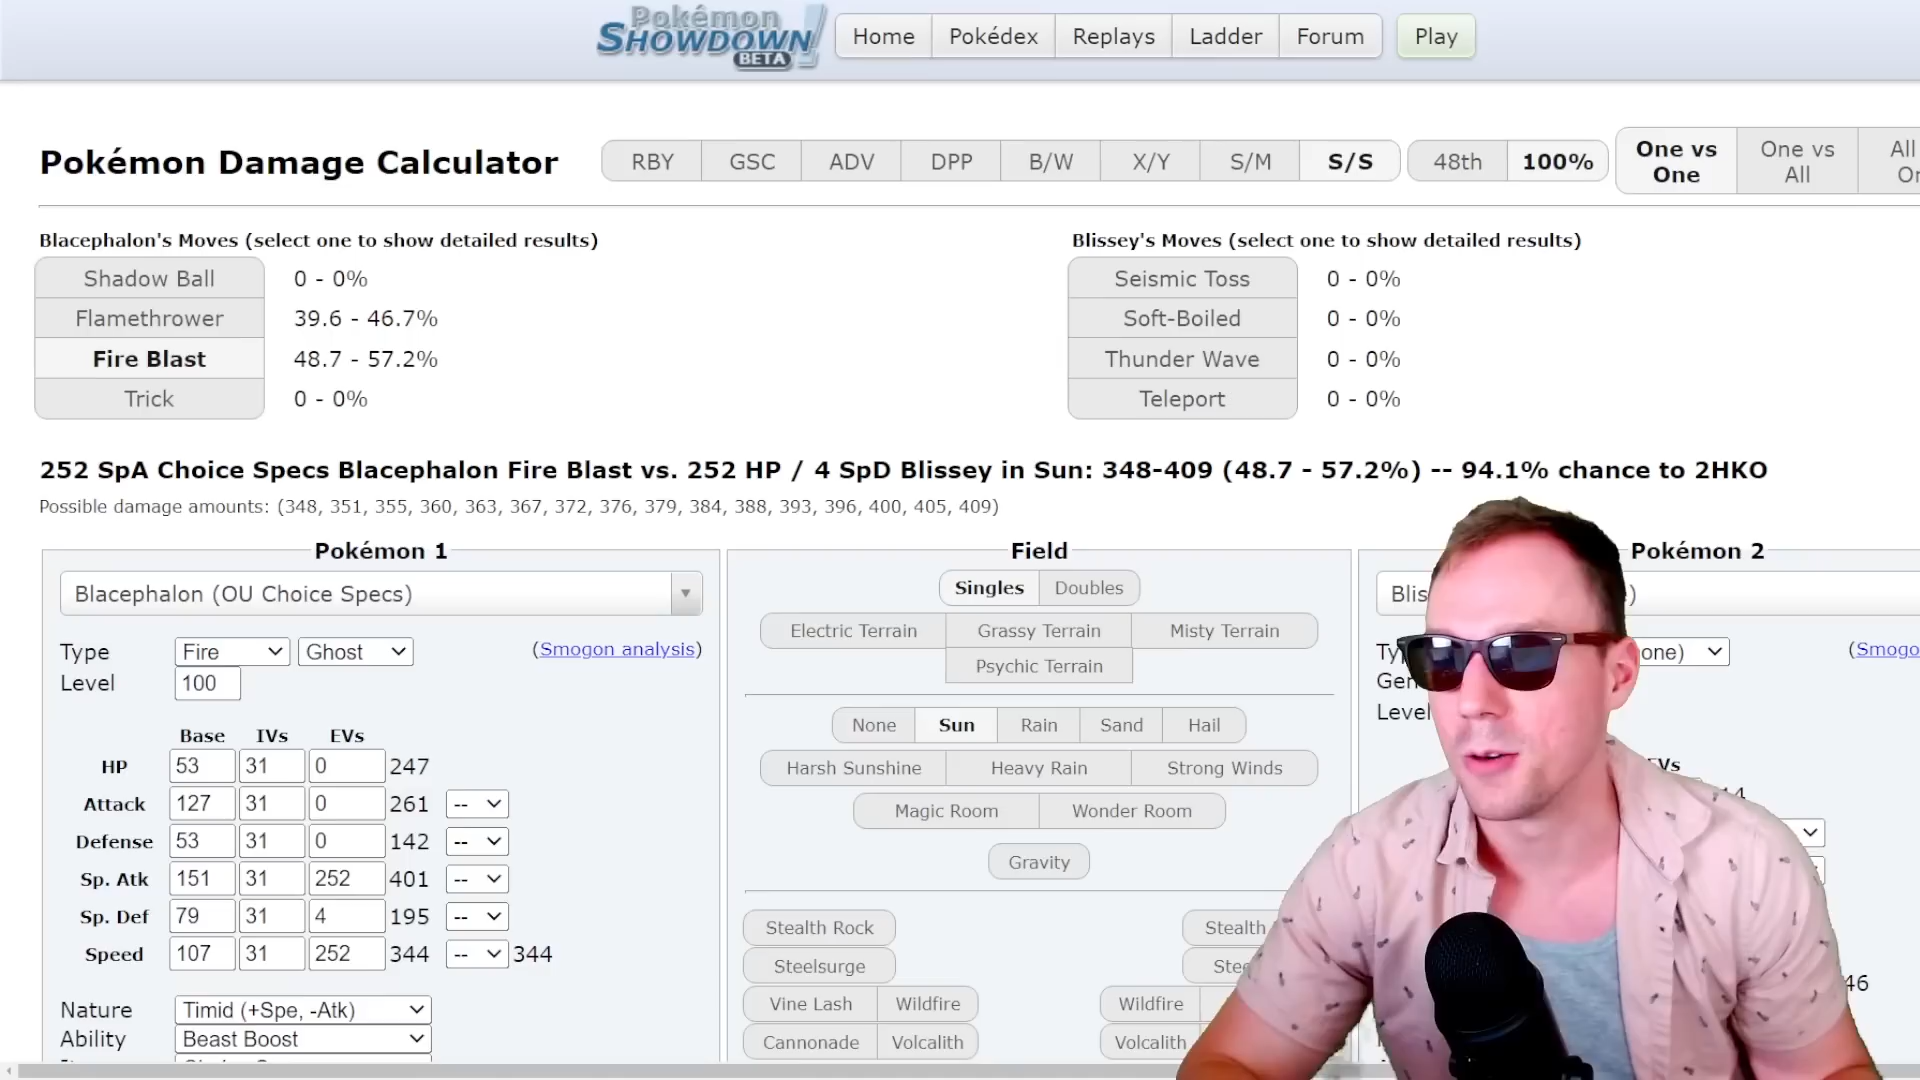 Pokémon SHOWDOWN! BETA
Home Pokédex Replays Ladder Forum Play
Pokémon Damage Calculator
RBY GSC ADV DPP B/W X/Y S/M S/S 48th 100% One vs One One vs All All
Blacephalon's Moves (select one to show detailed results)
Shadow Ball 0 - 0%
Flamethrower 39.6 - 46.7%
Fire Blast 48.7 - 57.2%
Trick 0 - 0%
Blissey's Moves (select one to show detailed results)
Seismic Toss 0 - 0%
Soft-Boiled 0 - 0%
Thunder Wave 0 - 0%
Teleport 0 - 0%
252 SpA Choice Specs Blacephalon Fire Blast vs. 252 HP / 4 SpD Blissey in Sun: 348-409 (48.7 - 57.2%) -- 94.1% chance to 2HKO
Possible damage amounts: (348, 351, 355, 360, 363, 367, 372, 376, 379, 384, 388, 393, 396, 400, 405, 409)
Pokémon 1
Blacephalon (OU Choice Specs)
Type Fire Ghost (Smogon analysis)
Level 100
Base IVs EVs
HP 53 31 0 247
Attack 127 31 0 261 --
Defense 53 31 0 142 --
Sp. Atk 151 31 252 401 --
Sp. Def 79 31 4 195 --
Speed 107 31 252 344 -- 344
Nature Timid (+Spe, -Atk)
Ability Beast Boost
Field
Singles Doubles
Electric Terrain Grassy Terrain Misty Terrain
Psychic Terrain
None Sun Rain Sand Hail
Harsh Sunshine Heavy Rain Strong Winds
Magic Room Wonder Room
Gravity
Stealth Rock Stealth
Steelsurge Stee
Vine Lash Wildfire Wildfire
Cannonade Volcalith Volcalith
Pokémon 2
Blis )
Ty one) (Smogo
Gen
Level
EVs
14
46